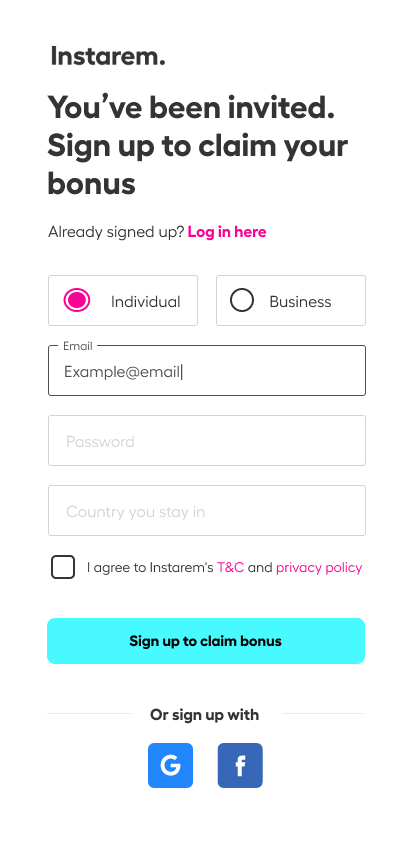 Instarem.
You’ve been invited.
Sign up to claim your
bonus
Already signed up? Log in here
Individual
Business
Email
Example@email
Password
Country you stay in
I agree to Instarem's T&C and privacy policy
Sign up to claim bonus
Or sign up with
G
f